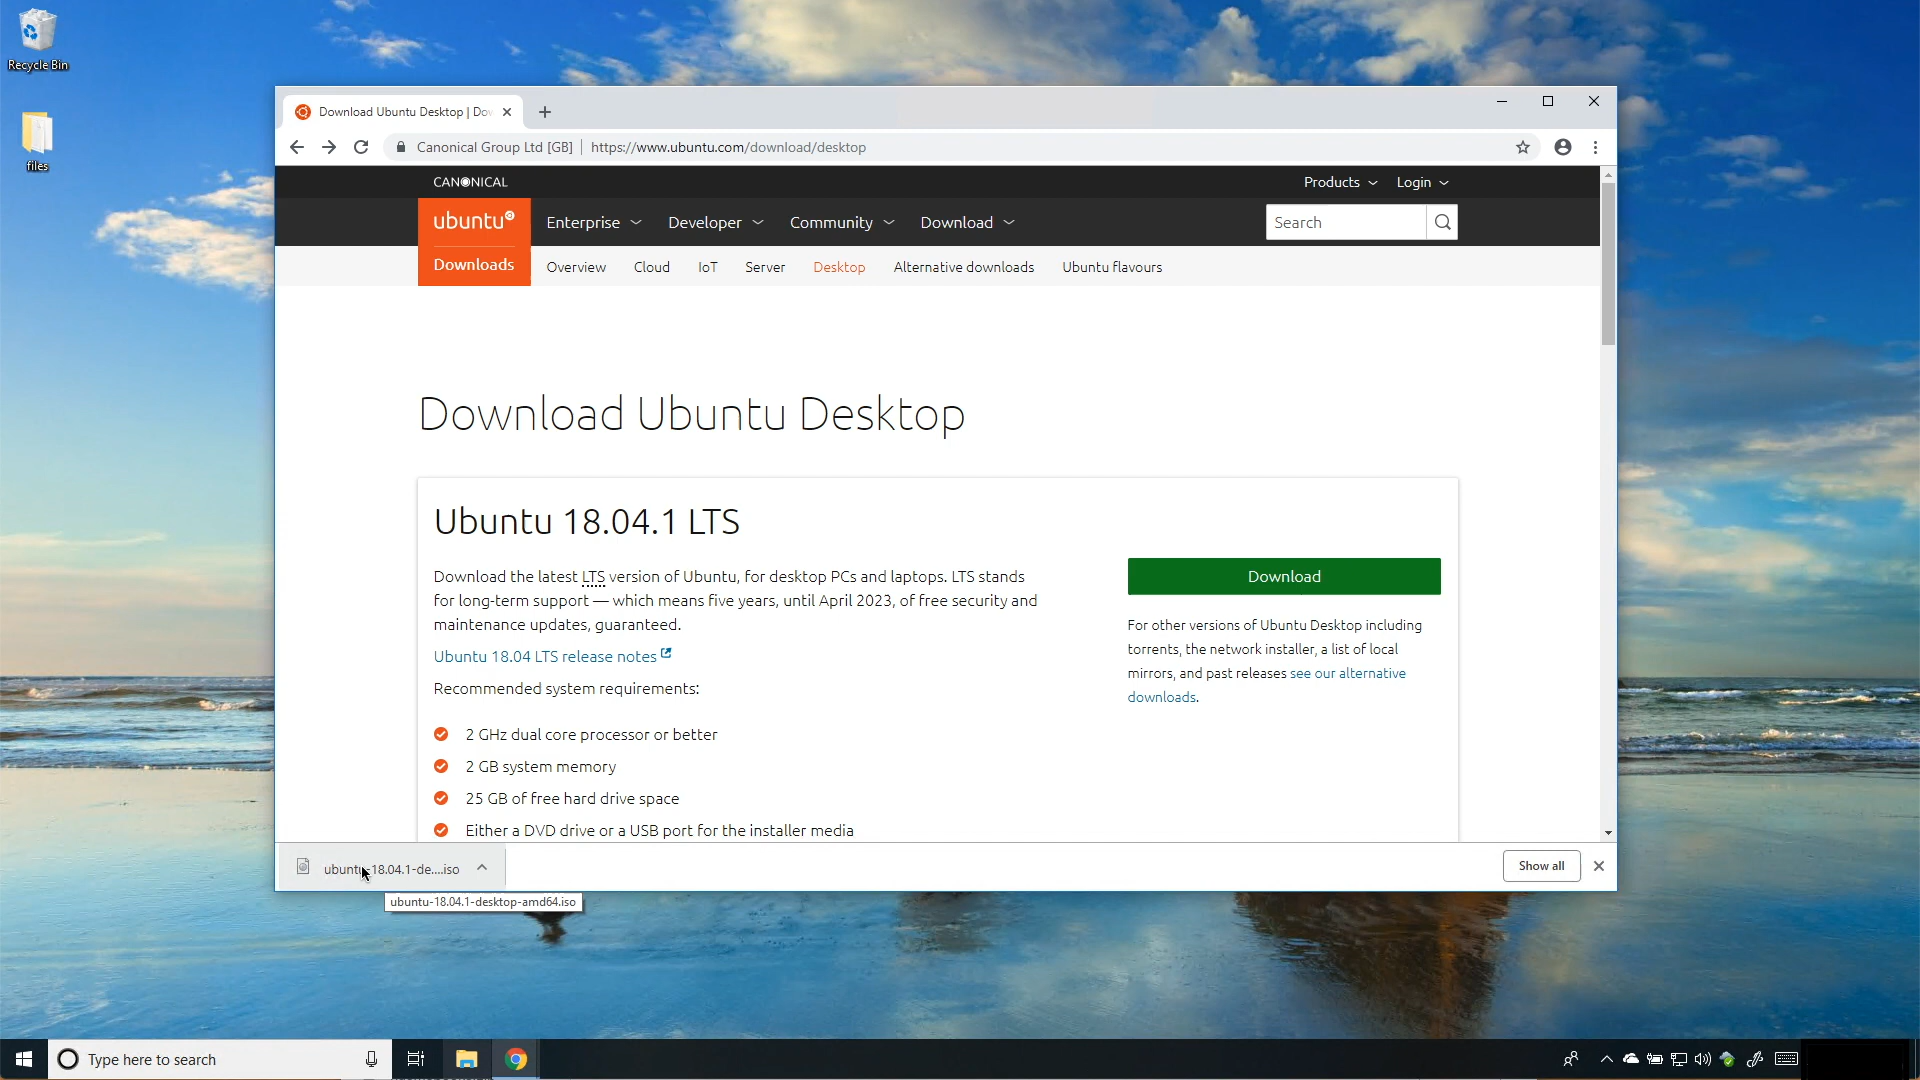 Recycle Bin
files
Download Ubuntu Desktop | Do
Canonical Group Ltd [GB]
https://www.ubuntu.com/download/desktop
CANONICAL
Products
Login
ubuntu
Enterprise
Developer
Community
Download
Search
Downloads
Overview
Cloud
IoT
Server
Desktop
Alternative downloads
Ubuntu flavours
Download Ubuntu Desktop
Ubuntu 18.04.1 LTS
Download the latest LTS version of Ubuntu, for desktop PCs and laptops. LTS stands
for long-term support — which means five years, until April 2023, of free security and
maintenance updates, guaranteed.
Ubuntu 18.04 LTS release notes
Recommended system requirements:
2 GHz dual core processor or better
2 GB system memory
25 GB of free hard drive space
Either a DVD drive or a USB port for the installer media
Download
For other versions of Ubuntu Desktop including
torrents, the network installer, a list of local
mirrors, and past releases see our alternative
downloads.
ubuntu-18.04.1-de....iso
Show all
ubuntu-18.04.1-desktop-amd64.iso
Type here to search